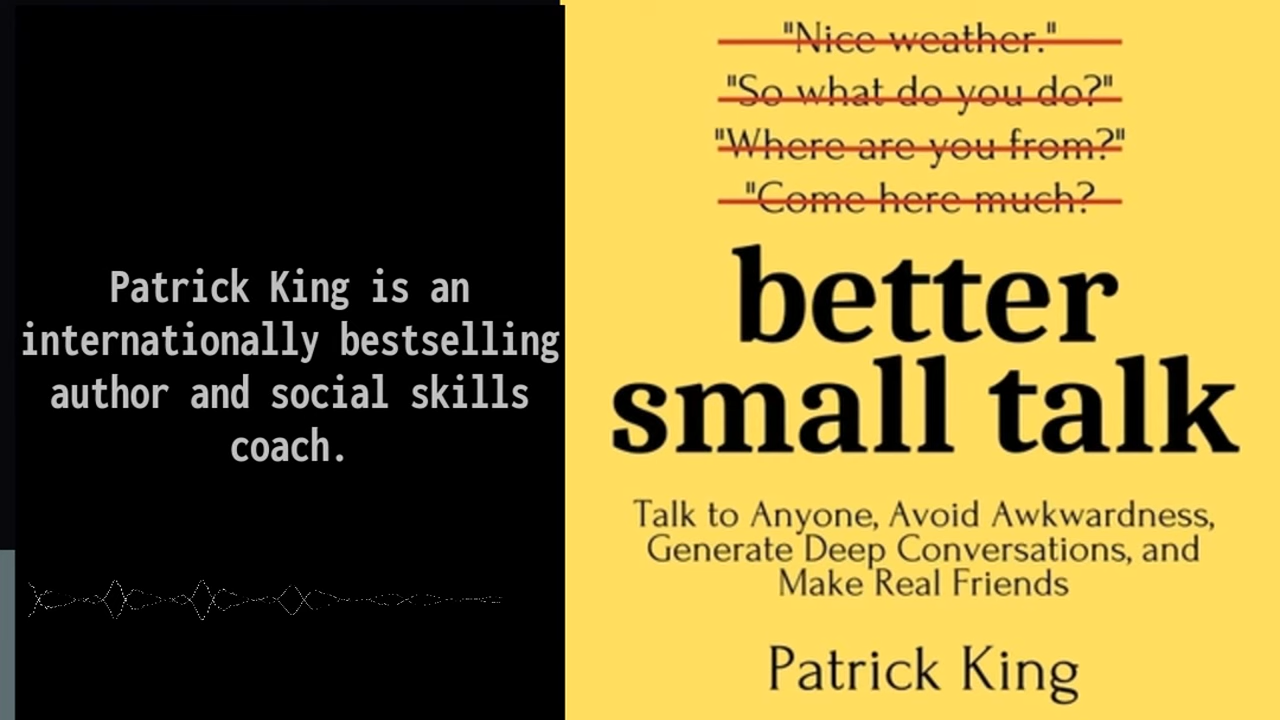 Patrick King is an
internationally bestselling
author and social skills
coach.
"Nice weather."
"So what do you do?"
"Where are you from?"
"Come here much?
better
small talk
Talk to Anyone, Avoid Awkwardness,
Generate Deep Conversations, and
Make Real Friends
Patrick King